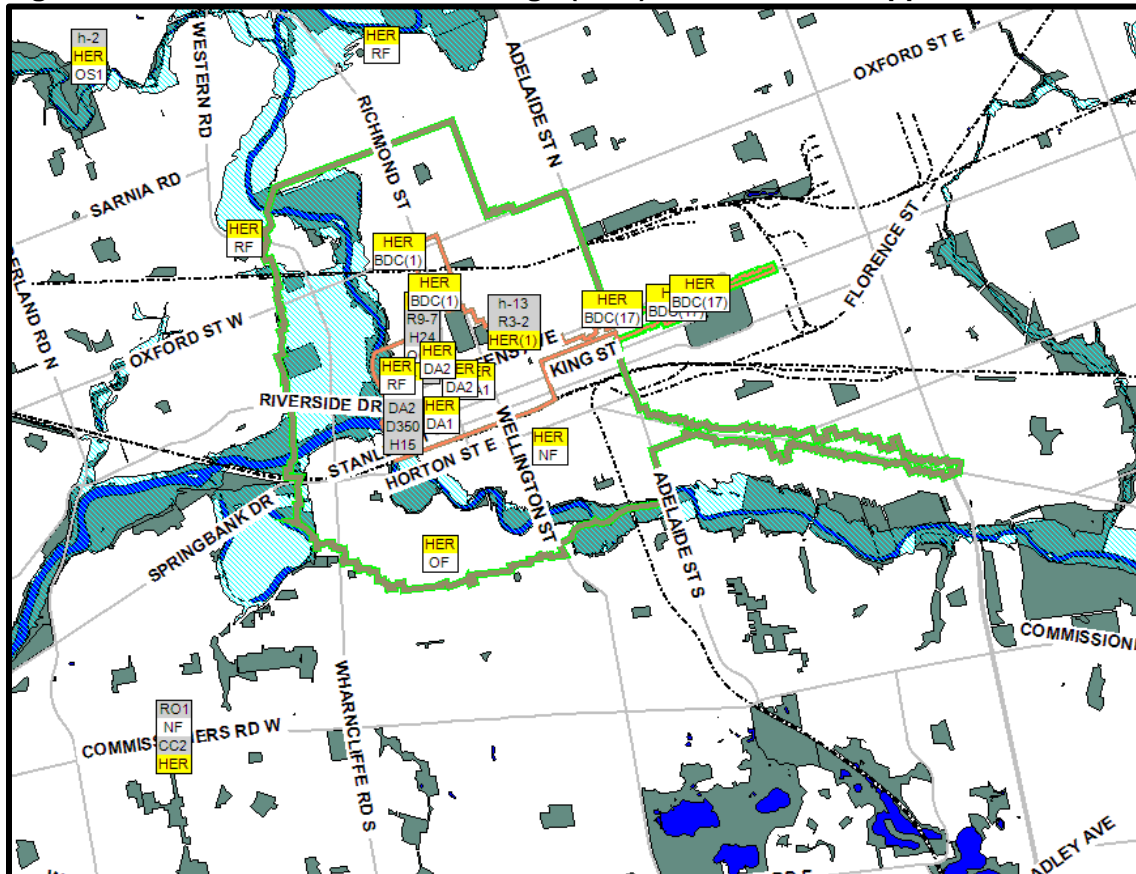 h-2
HER
OS1
WESTERN RD
HER
RF
ADELAIDE ST N
OXFORD ST E
RICHMOND ST
SARNIA RD
HER
RF
FLORENCE ST
HER
BDC(1)
HER
BDC(1)
R9-7
H24
h-13
R3-2
HER(1)
HER
BDC(17)
HER
BDC(17)
OXFORD ST W
HER
DA2
KING ST
HER
RF
DA2
RIVERSIDE DR
DA2
D350
H15
HER
DA1
WELLINGTON ST
HER
NF
HORTON ST E
SPRINGBANK DR
ADELAIDE ST S
HER
OF
WHARNCLIFFE RD S
RO1
NF
CC2
HER